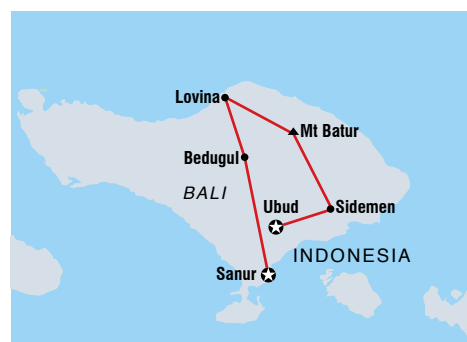 Lovina
Mt Batur
Bedugul
BALI
Ubud
Sidemen
INDONESIA
Sanur